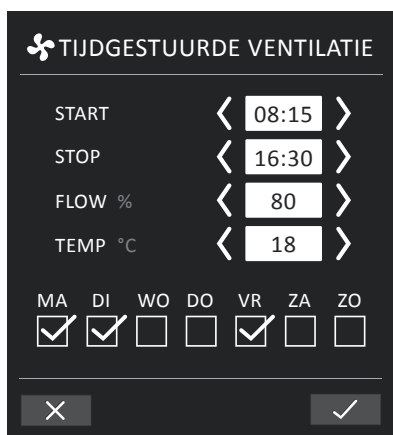 TIJDGESTUURDE VENTILATIE
START 08:15
STOP 16:30
FLOW % 80
TEMP °C 18
MA DI WO DO VR ZA ZO